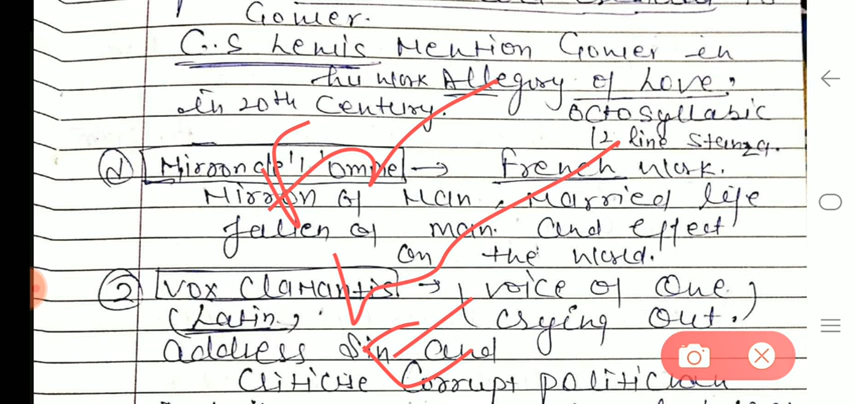 Gower.
C.S Lewis Mention Gower in
his work Allegory of Love,
in 20th Century. Octosyllabic
12 line stanza.
① Mirror de l'omme → French work.
Mirror of Man, Married life
fallen of man. and effect
on the world.
② Vox Clamantis → (voice of One
(Latin, crying out.)
address sin and
Criticise Corrupt politician